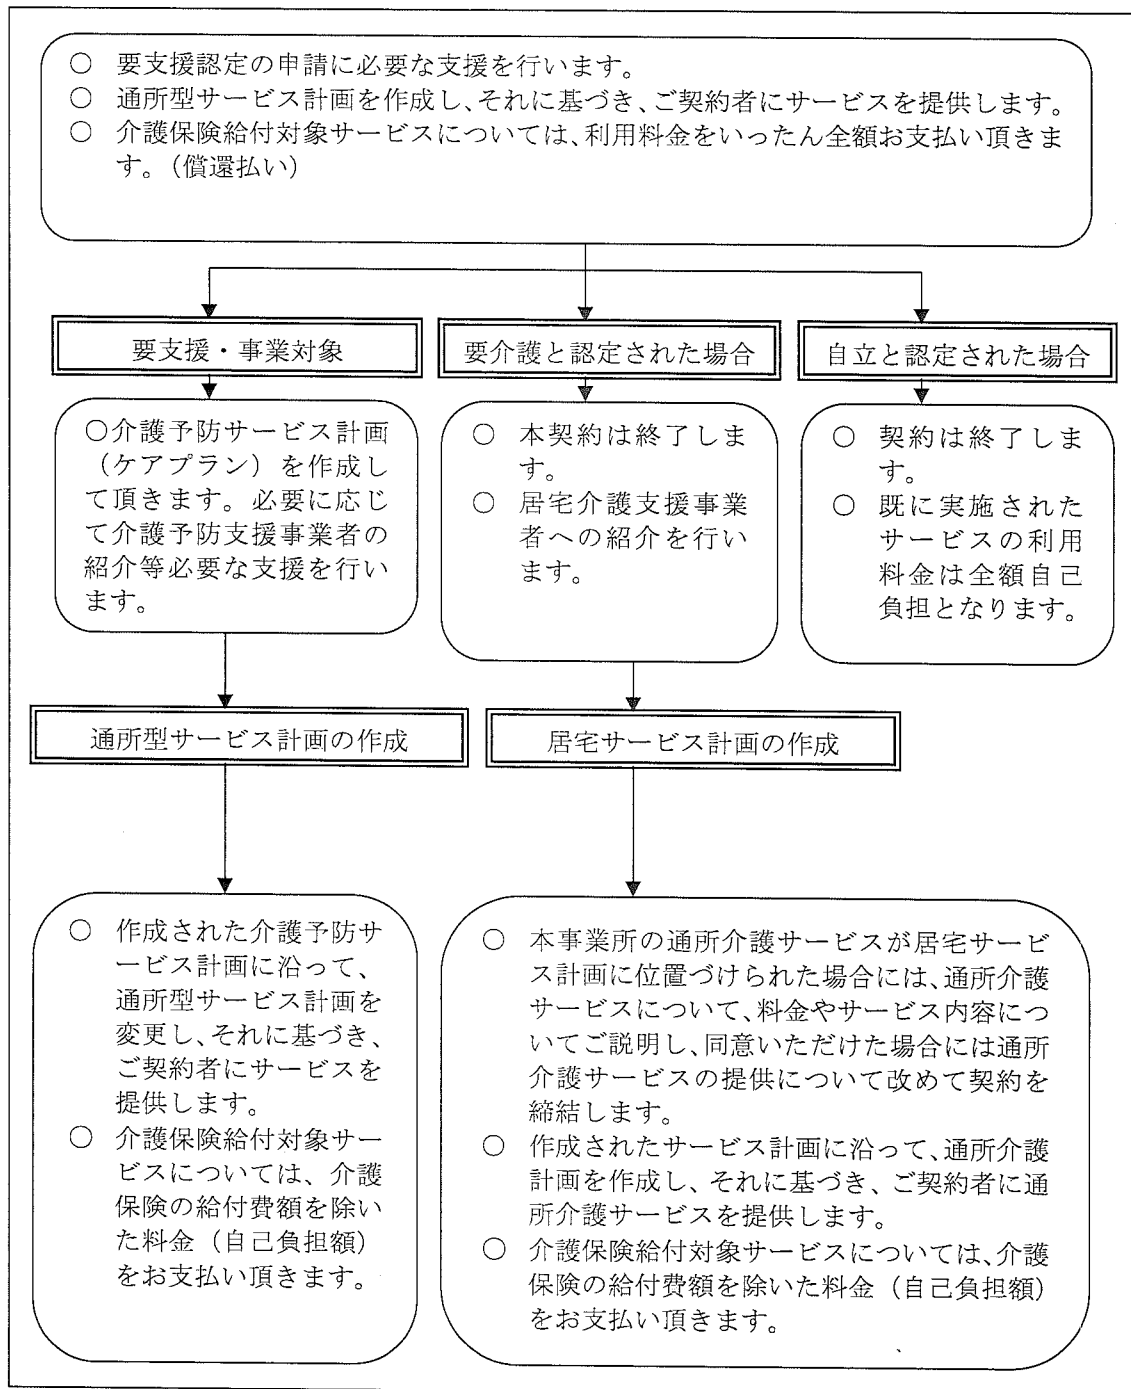 ○ 要支援認定の申請に必要な支援を行います。
○ 通所型サービス計画を作成し、それに基づき、ご契約者にサービスを提供します。
○ 介護保険給付対象サービスについては、利用料金をいったん全額お支払い頂きま
す。（償還払い）
要支援・事業対象
要介護と認定された場合
自立と認定された場合
○介護予防サービス計画
（ケアプラン）を作成し
て頂きます。必要に応じ
て介護予防支援事業者の
紹介等必要な支援を行い
ます。
○ 本契約は終了しま
す。
○ 居宅介護支援事業
者への紹介を行い
ます。
○ 契約は終了しま
す。
○ 既に実施された
サービスの利用
料金は全額自己
負担となります。
通所型サービス計画の作成
居宅サービス計画の作成
○ 作成された介護予防サ
ービス計画に沿って、
通所型サービス計画を
変更し、それに基づき、
ご契約者にサービスを
提供します。
○ 介護保険給付対象サー
ビスについては、介護
保険の給付費額を除い
た料金（自己負担額）
をお支払い頂きます。
○ 本事業所の通所介護サービスが居宅サービ
ス計画に位置づけられた場合には、通所介護
サービスについて、料金やサービス内容につ
いてご説明し、同意いただけた場合には通所
介護サービスの提供について改めて契約を
締結します。
○ 作成されたサービス計画に沿って、通所介護
計画を作成し、それに基づき、ご契約者に通
所介護サービスを提供します。
○ 介護保険給付対象サービスについては、介護
保険の給付費額を除いた料金（自己負担額）
をお支払い頂きます。